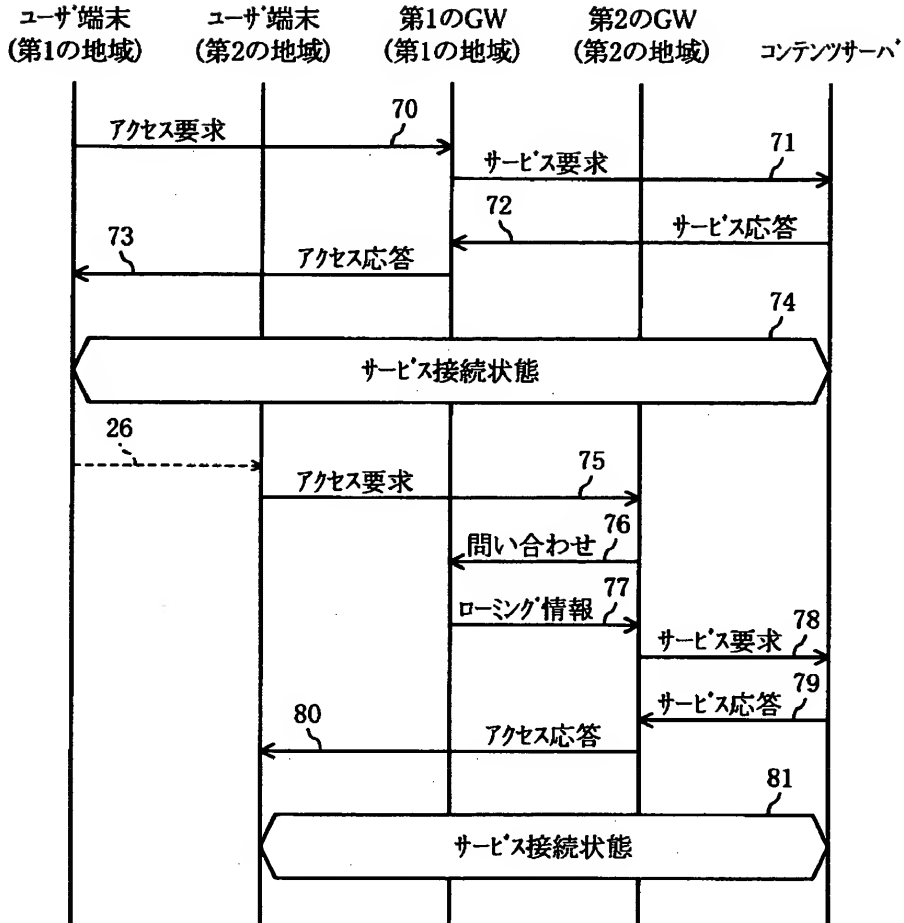 ユーザ端末
(第1の地域)
ユーザ端末
(第2の地域)
第1のGW
(第1の地域)
第2のGW
(第2の地域)
コンテンツサーバ
70
アクセス要求
71
サービス要求
72
サービス応答
73
アクセス応答
74
サービス接続状態
26
75
アクセス要求
76
問い合わせ
77
ローミング情報
78
サービス要求
79
サービス応答
80
アクセス応答
81
サービス接続状態